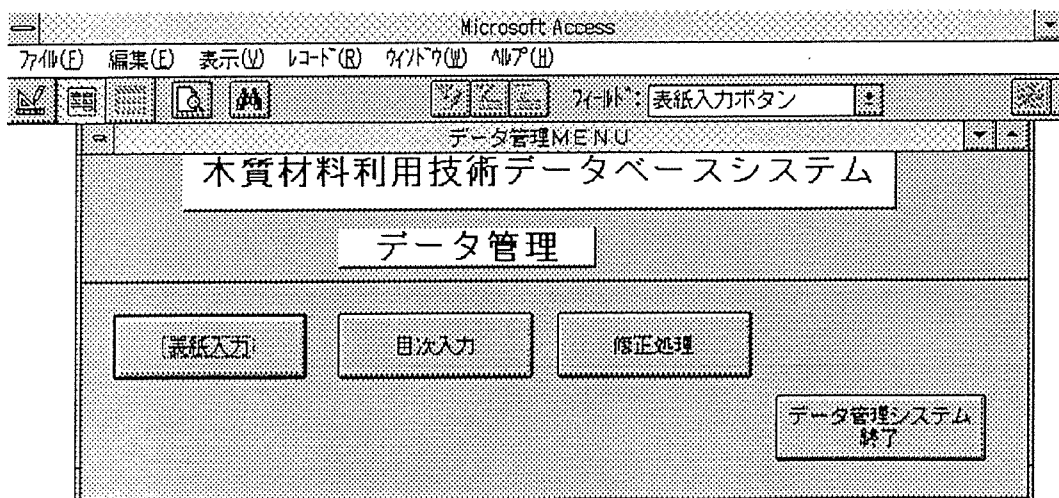 Microsoft Access
ファイル(F) 編集(E) 表示(V) レコード(R) ウィンドウ(W) ヘルプ(H)
フィールド: 表紙入力ボタン
データ管理MENU
木質材料利用技術データベースシステム
データ管理
表紙入力 目次入力 修正処理
データ管理システム
終了